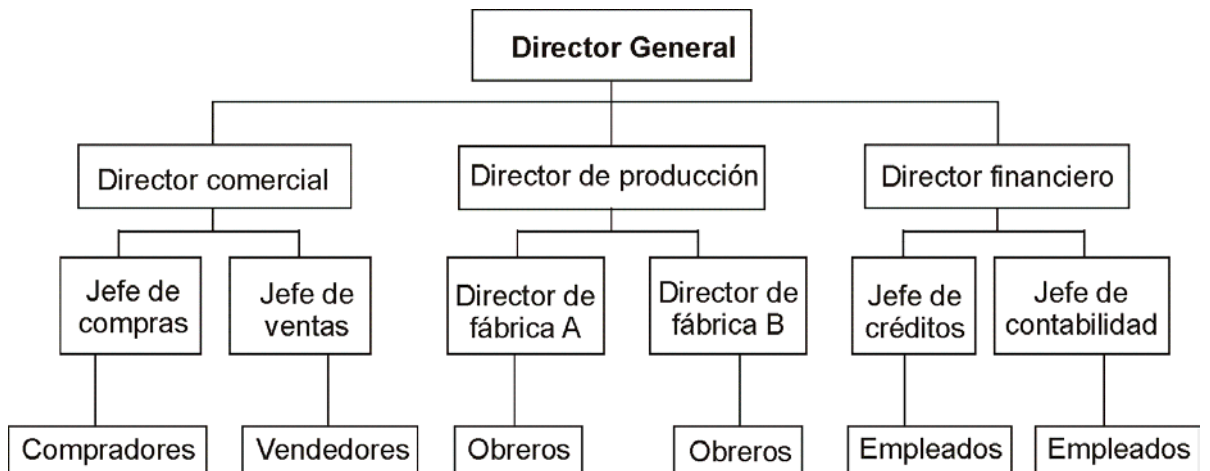 Director General
Director comercial
Director de producción
Director financiero
Jefe de
compras
Jefe de
ventas
Director de
fábrica A
Director de
fábrica B
Jefe de
créditos
Jefe de
contabilidad
Compradores
Vendedores
Obreros
Obreros
Empleados
Empleados